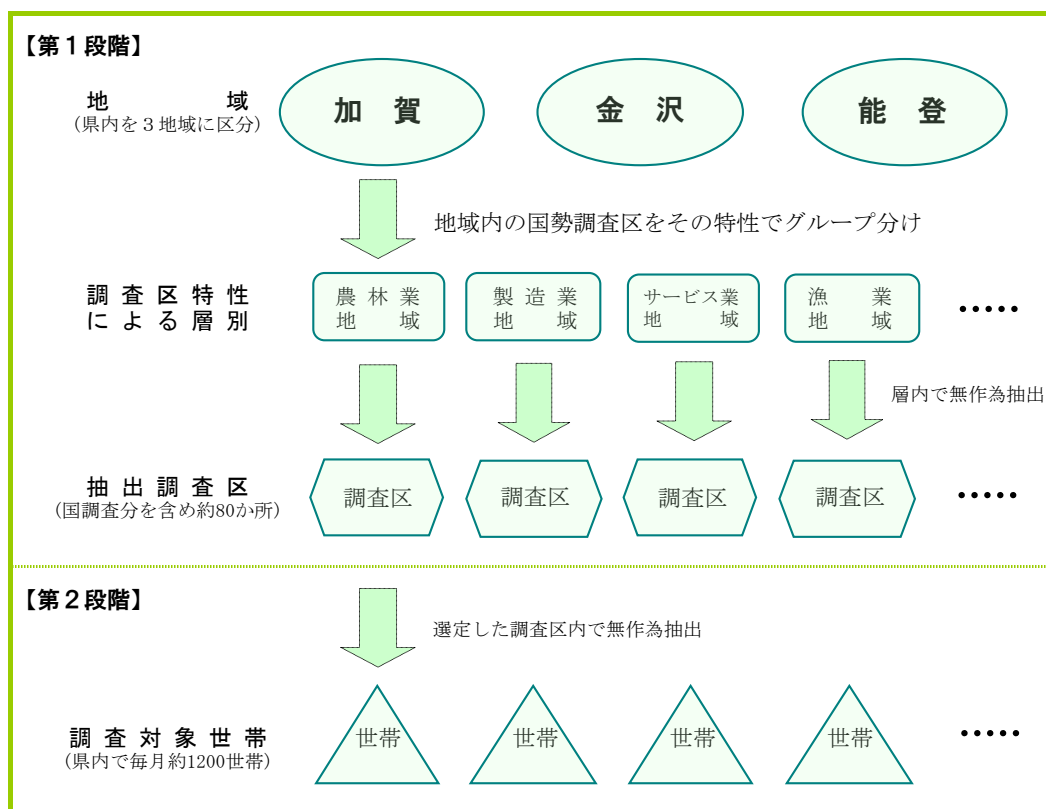 【第１段階】
地域
（県内を３地域に区分）
加賀
金沢
能登
地域内の国勢調査区をその特性でグループ分け
調査区特性
による層別
農林業
地域
製造業
地域
サービス業
地域
漁業
地域
•••••
層内で無作為抽出
抽出調査区
（国調査分を含め約80か所）
調査区
調査区
調査区
調査区
•••••
【第２段階】
選定した調査区内で無作為抽出
調査対象世帯
（県内で毎月約1200世帯）
世帯
世帯
世帯
世帯
•••••